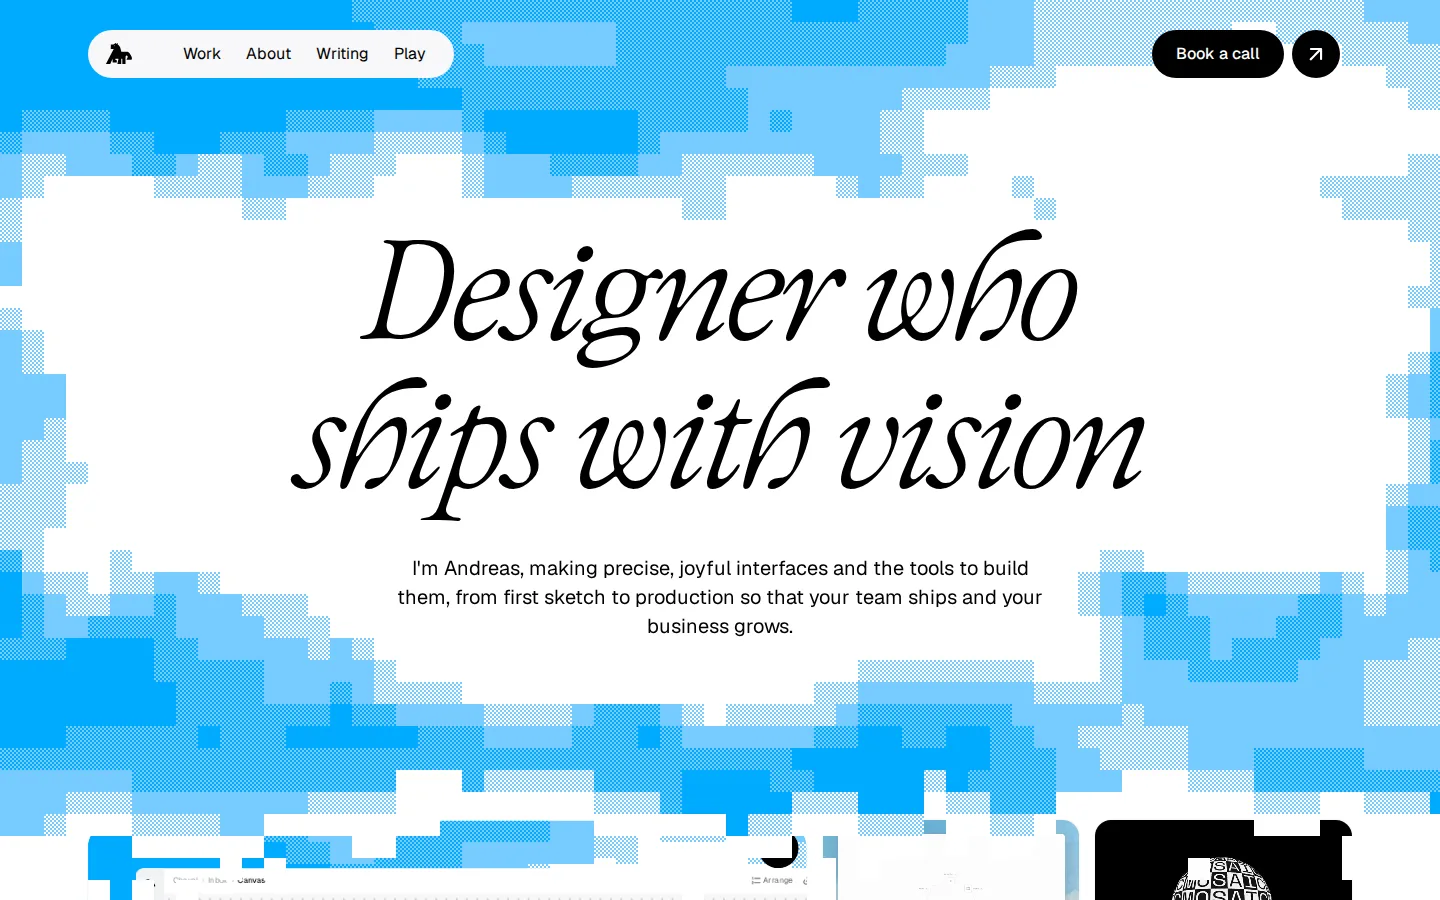 Work About Writing Play
Book a call
Designer who
ships with vision
I'm Andreas, making precise, joyful interfaces and the tools to build
them, from first sketch to production so that your team ships and your
business grows.
Inbox Canvas
Arrange